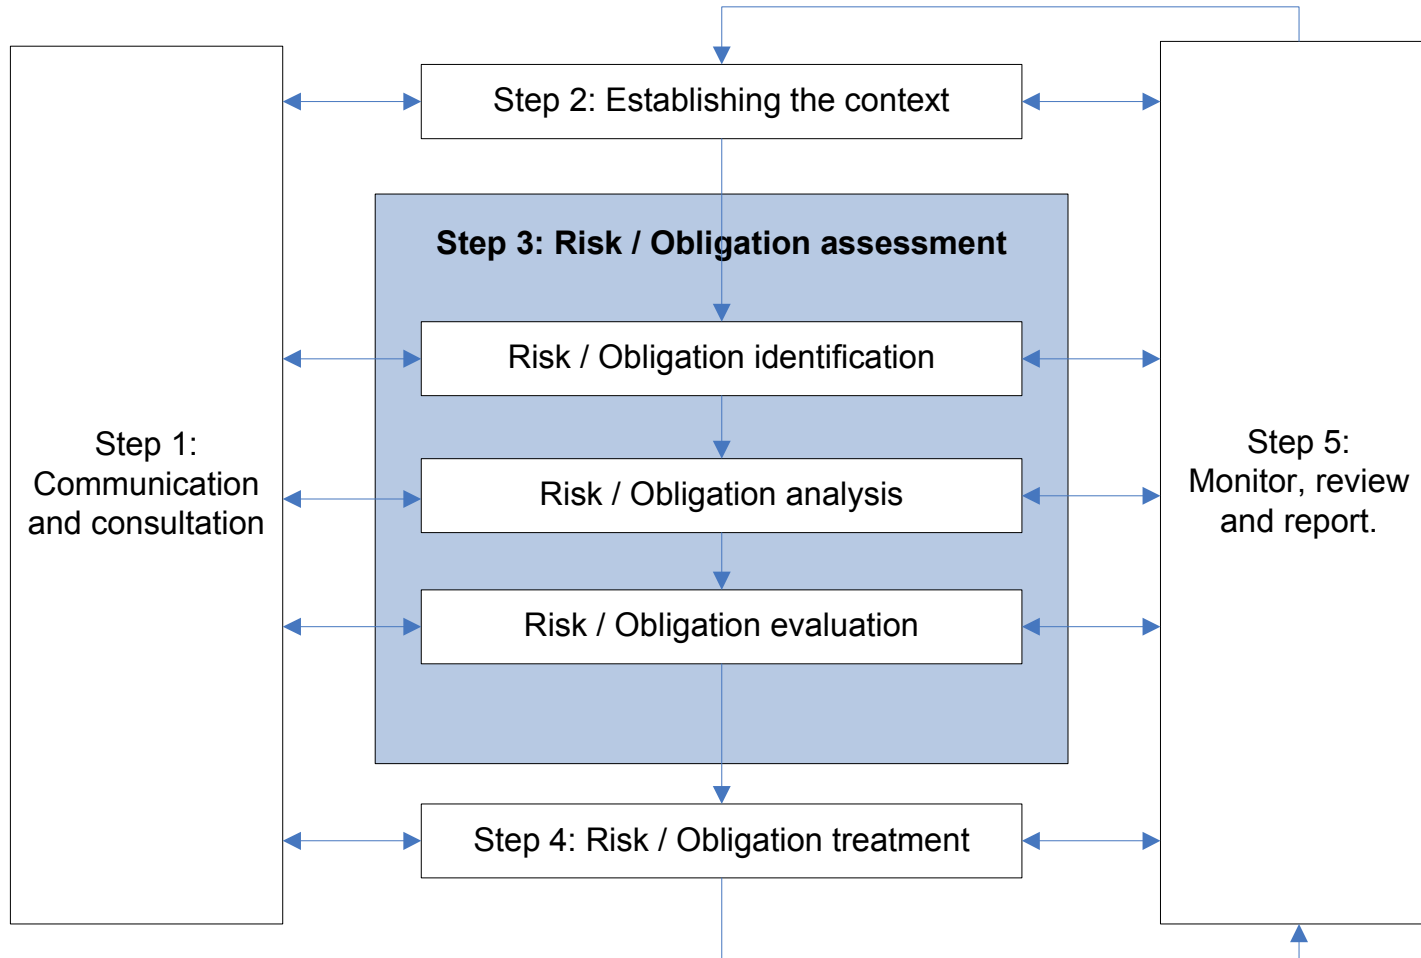 Step 2: Establishing the context
Step 3: Risk / Obligation assessment
Risk / Obligation identification
Step 1:
Communication
and consultation
Risk / Obligation analysis
Step 5:
Monitor, review
and report.
Risk / Obligation evaluation
Step 4: Risk / Obligation treatment